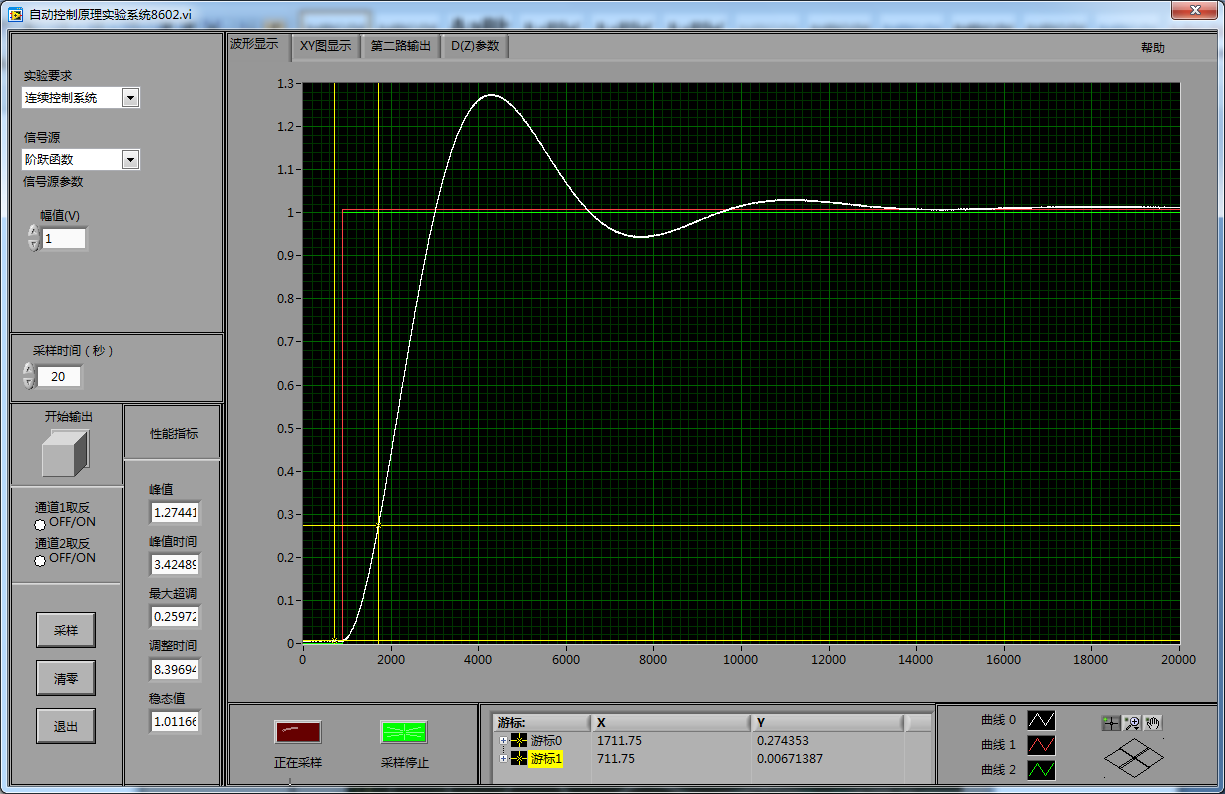 自动控制原理实验系统8602.vi
实验要求
连续控制系统
信号源
阶跃函数
信号源参数
幅值(V)
1
采样时间（秒）
20
开始输出
通道1取反
OFF/ON
通道2取反
OFF/ON
采样
清零
退出
性能指标
峰值
1.27441
峰值时间
3.42489
最大超调
0.25972
调整时间
8.39694
稳态值
1.01166
波形显示 XY图显示 第二路输出 D(Z)参数 帮助
1.3
1.2
1.1
1
0.9
0.8
0.7
0.6
0.5
0.4
0.3
0.2
0.1
0
0 2000 4000 6000 8000 10000 12000 14000 16000 18000 20000
正在采样 采样停止
游标: X Y
游标0 1711.75 0.274353
游标1 711.75 0.00671387
曲线 0
曲线 1
曲线 2